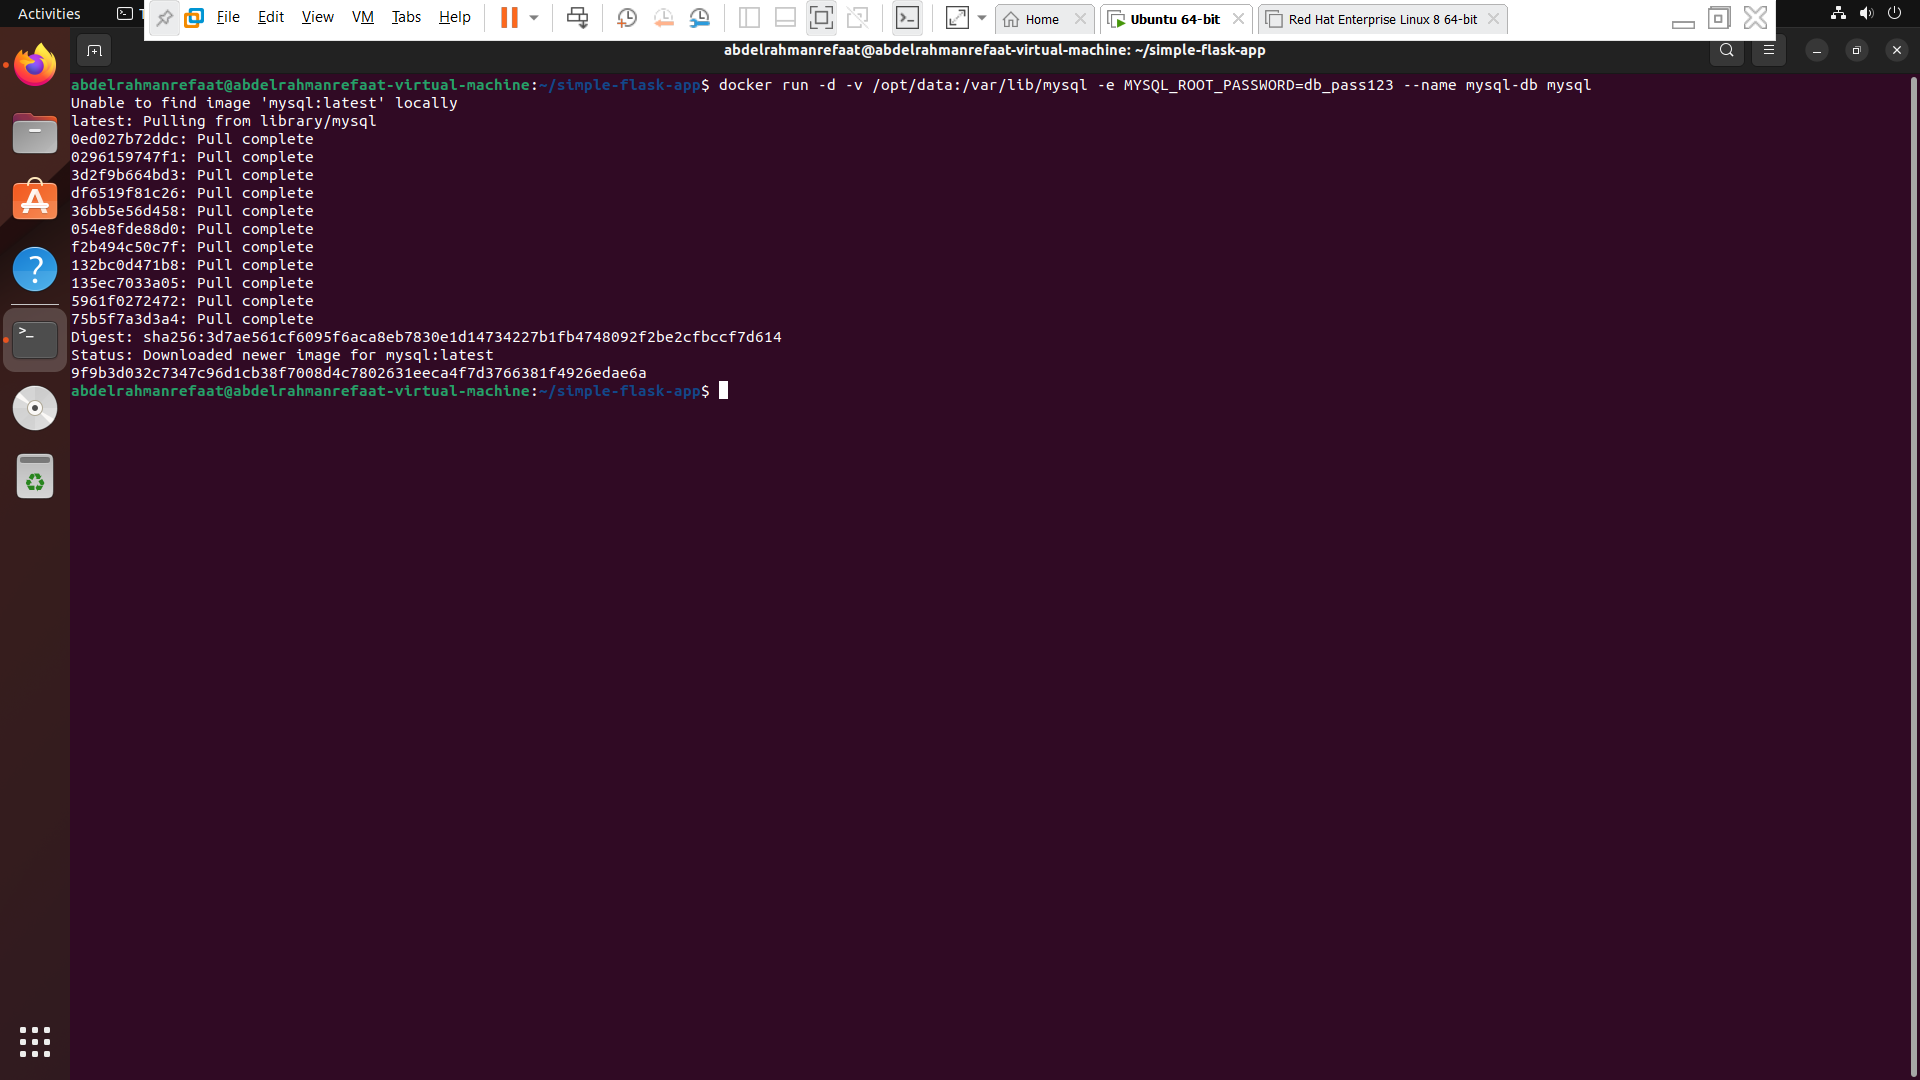 Activities
File Edit View VM Tabs Help Home Ubuntu 64-bit Red Hat Enterprise Linux 8 64-bit
abdelrahmanrefaat@abdelrahmanrefaat-virtual-machine: ~/simple-flask-app
abdelrahmanrefaat@abdelrahmanrefaat-virtual-machine:~/simple-flask-app$ docker run -d -v /opt/data:/var/lib/mysql -e MYSQL_ROOT_PASSWORD=db_pass123 --name mysql-db mysql
Unable to find image 'mysql:latest' locally
latest: Pulling from library/mysql
0ed027b72ddc: Pull complete
0296159747f1: Pull complete
3d2f9b664bd3: Pull complete
df6519f81c26: Pull complete
36bb5e56d458: Pull complete
054e8fde88d0: Pull complete
f2b494c50c7f: Pull complete
132bc0d471b8: Pull complete
135ec7033a05: Pull complete
5961f0272472: Pull complete
75b5f7a3d3a4: Pull complete
Digest: sha256:3d7ae561cf6095f6aca8eb7830e1d14734227b1fb4748092f2be2cfbccf7d614
Status: Downloaded newer image for mysql:latest
9f9b3d032c7347c96d1cb38f7008d4c7802631eeca4f7d3766381f4926edae6a
abdelrahmanrefaat@abdelrahmanrefaat-virtual-machine:~/simple-flask-app$